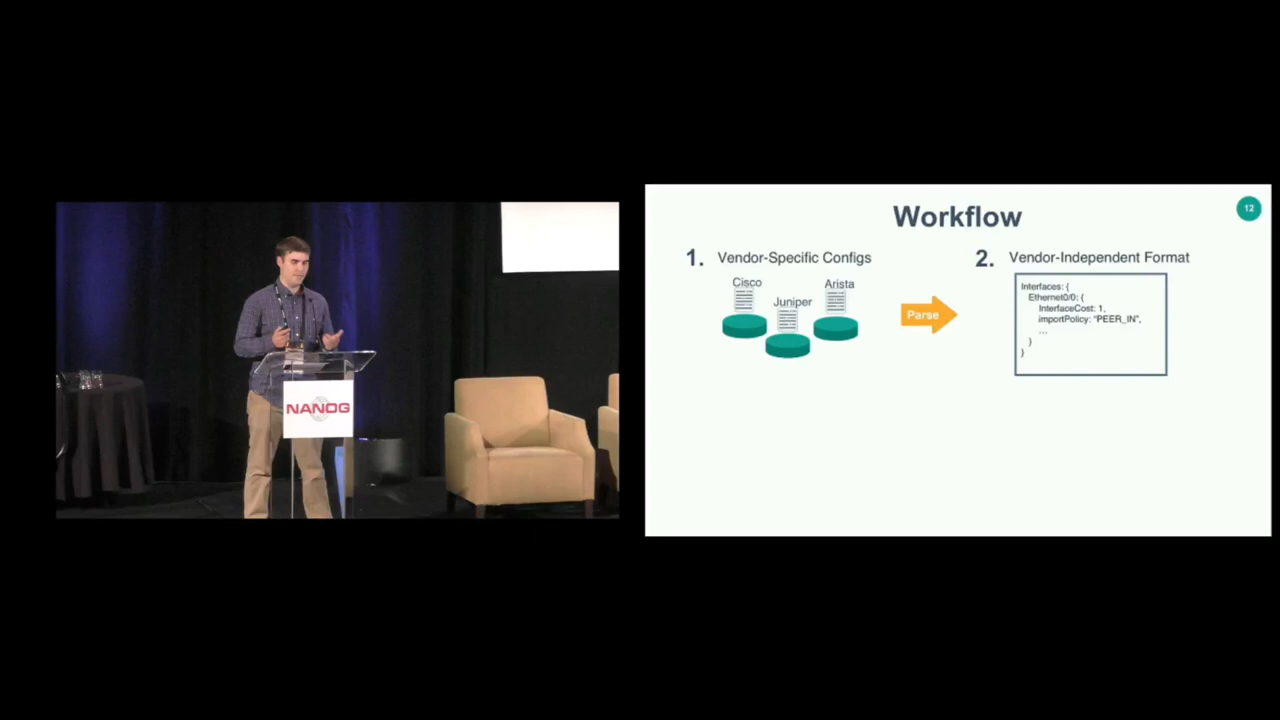 NANOG
Workflow
12
1. Vendor-Specific Configs
Cisco
Juniper
Arista
Parse
2. Vendor-Independent Format
Interfaces: {
Ethernet0/0: {
InterfaceCost: 1,
importPolicy: "PEER_IN",
...
}
}